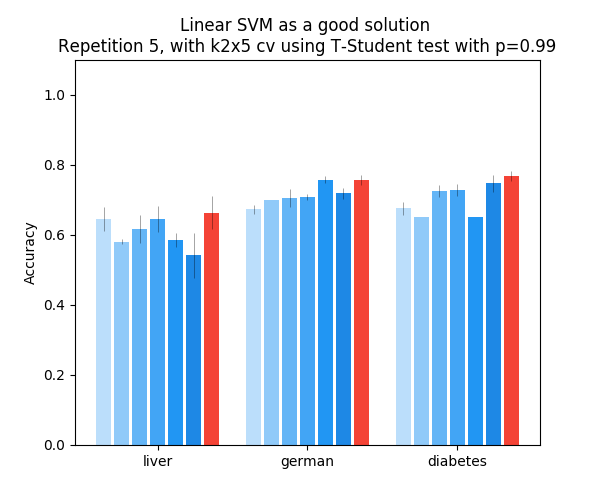 Linear SVM as a good solution
Repetition 5, with k2x5 cv using T-Student test with p=0.99
1.0
0.8
0.6
0.4
0.2
0.0
Accuracy
liver
german
diabetes